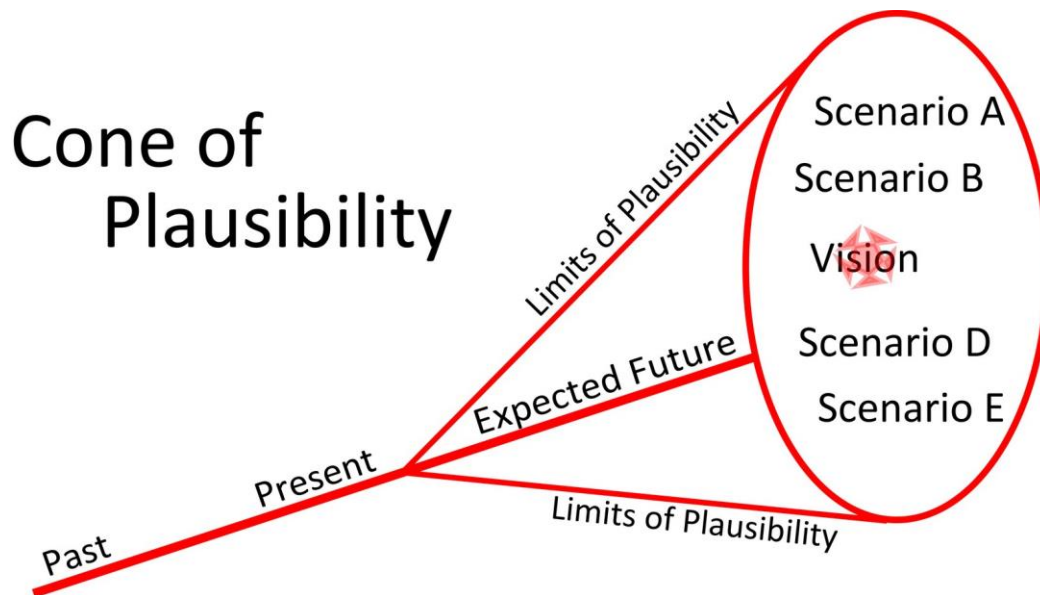 Cone of
Plausibility
Limits of Plausibility
Scenario A
Scenario B
Vision
Scenario D
Scenario E
Expected Future
Present
Past
Limits of Plausibility